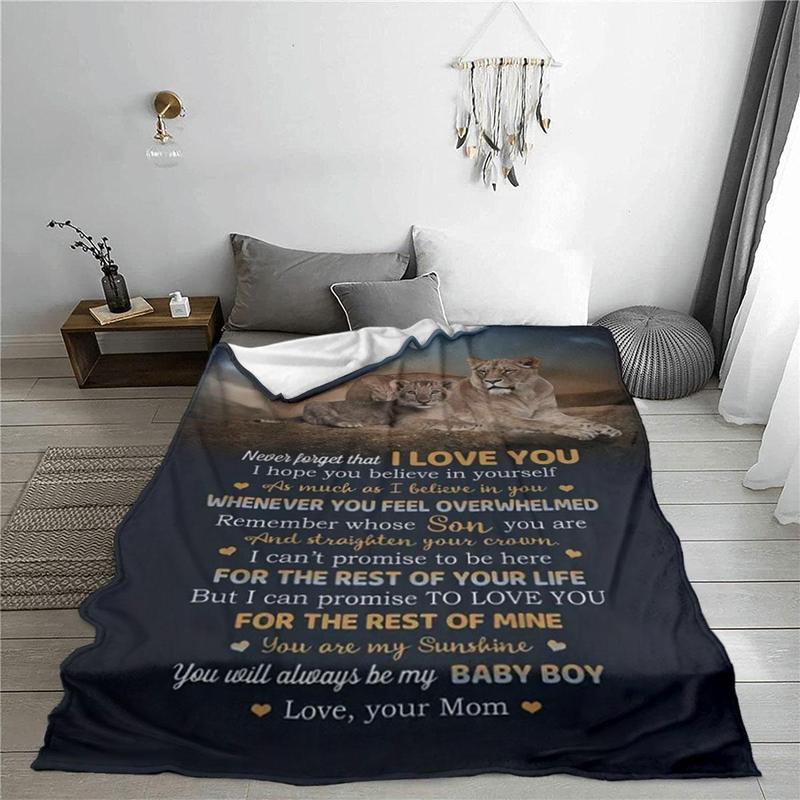 Never forget that I LOVE YOU
I hope you believe in yourself
As much as I believe in you
WHENEVER YOU FEEL OVERWHELMED
Remember whose Son you are
And straighten your crown.
I can't promise to be here
FOR THE REST OF YOUR LIFE
But I can promise TO LOVE YOU
FOR THE REST OF MINE
You are my Sunshine
You will always be my BABY BOY
Love, your Mom